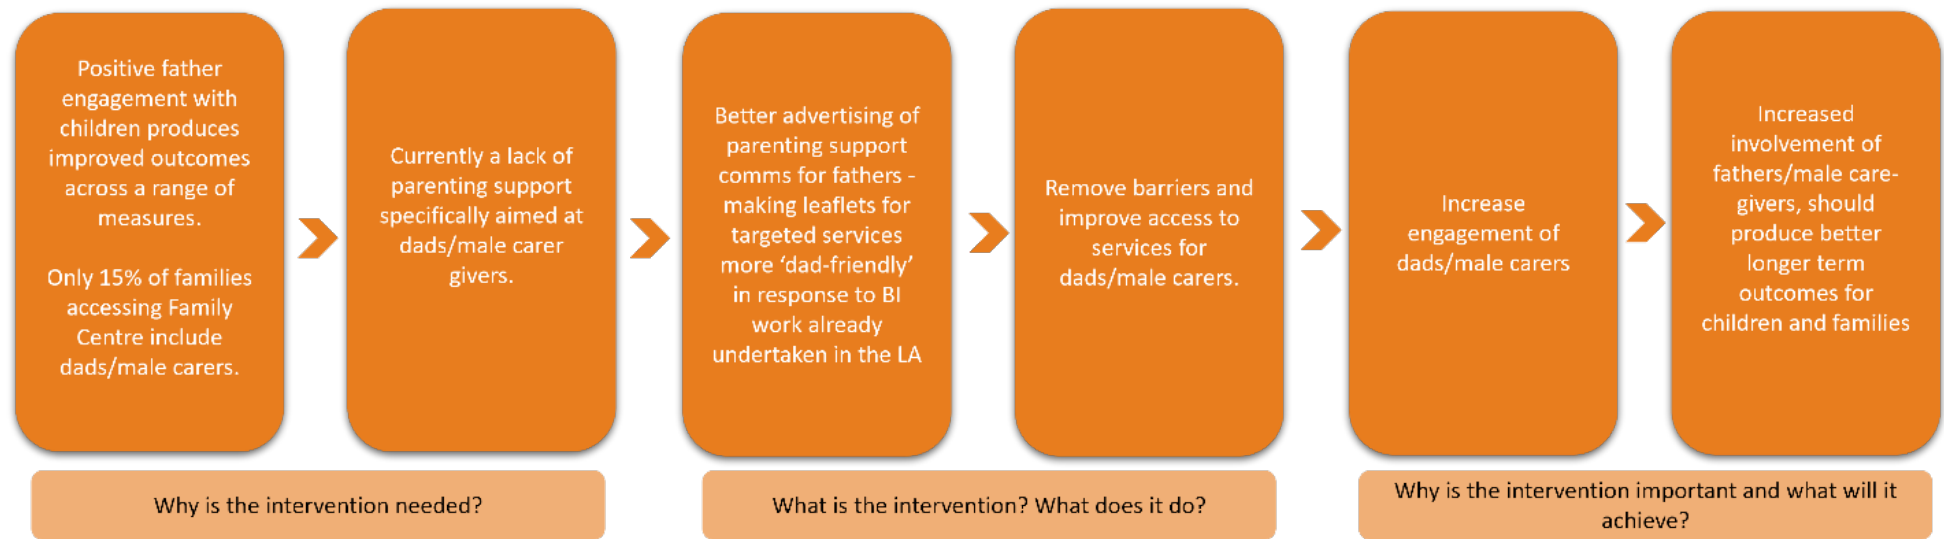 Positive father
engagement with
children produces
improved outcomes
across a range of
measures.
Only 15% of families
accessing Family
Centre include
dads/male carers.
Currently a lack of
parenting support
specifically aimed at
dads/male carer
givers.
Better advertising of
parenting support
comms for fathers -
making leaflets for
targeted services
more ‘dad-friendly’
in response to BI
work already
undertaken in the LA
Remove barriers and
improve access to
services for
dads/male carers.
Increase
engagement of
dads/male carers
Increased
involvement of
fathers/male care-
givers, should
produce better
longer term
outcomes for
children and families
Why is the intervention needed?
What is the intervention? What does it do?
Why is the intervention important and what will it
achieve?